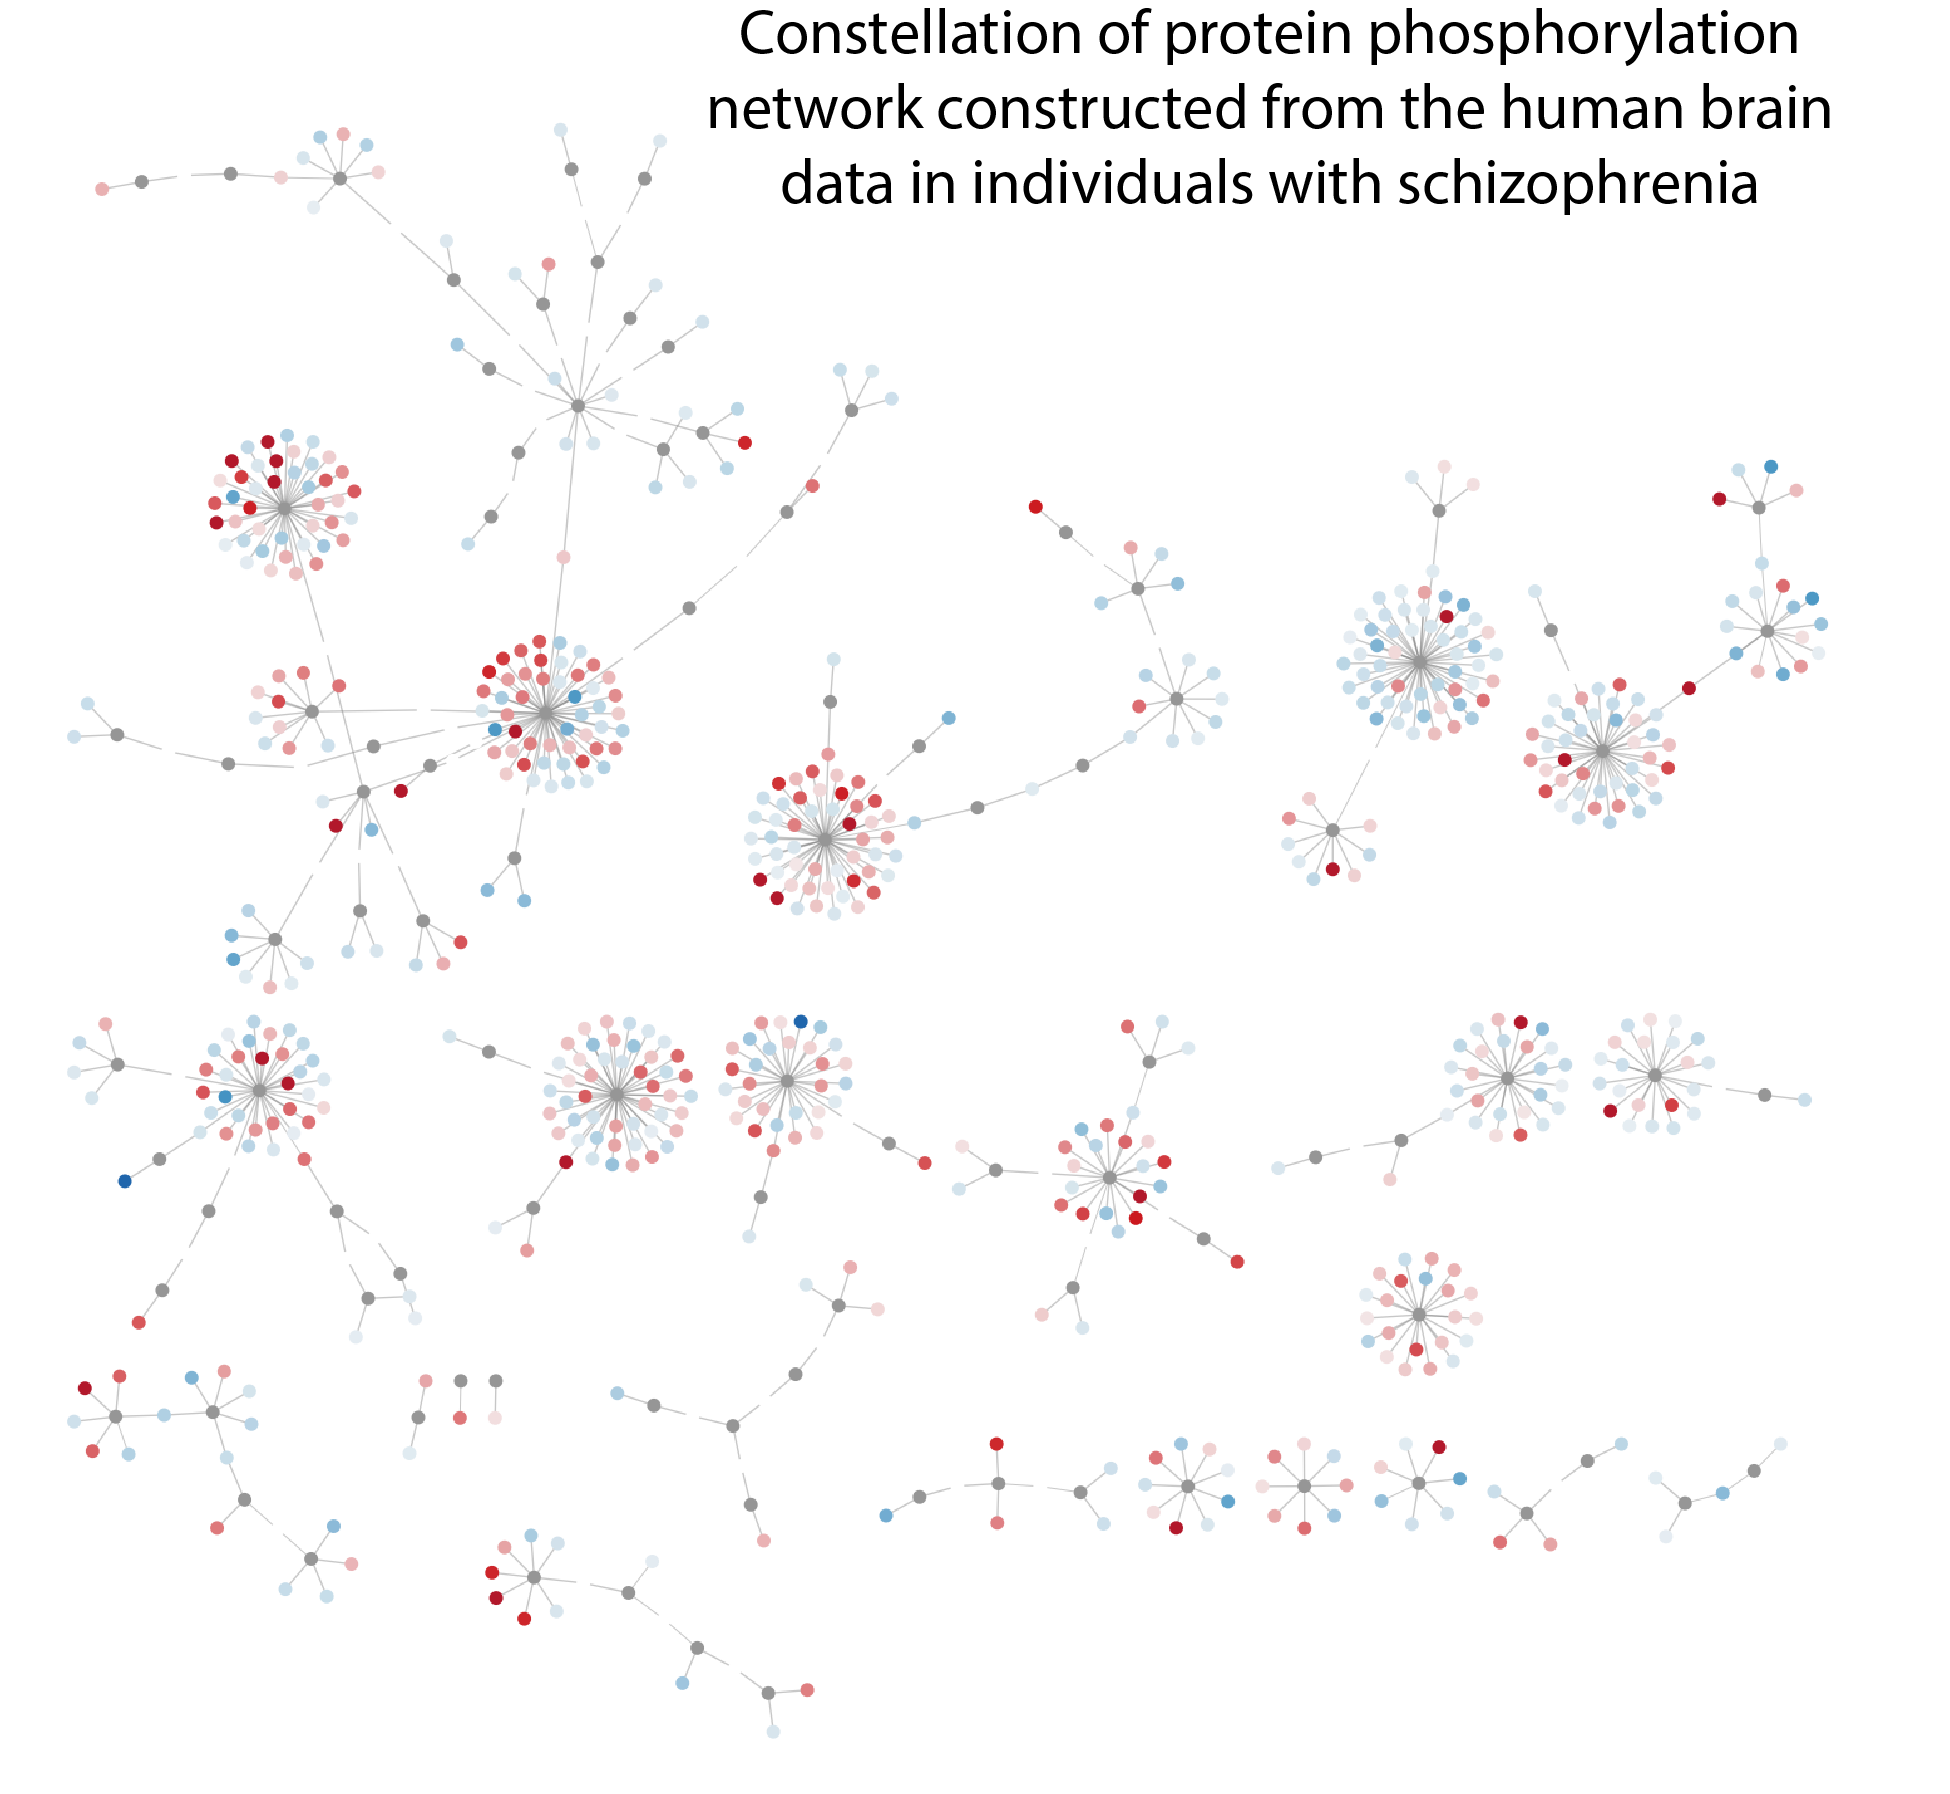 Constellation of protein phosphorylation
network constructed from the human brain
data in individuals with schizophrenia